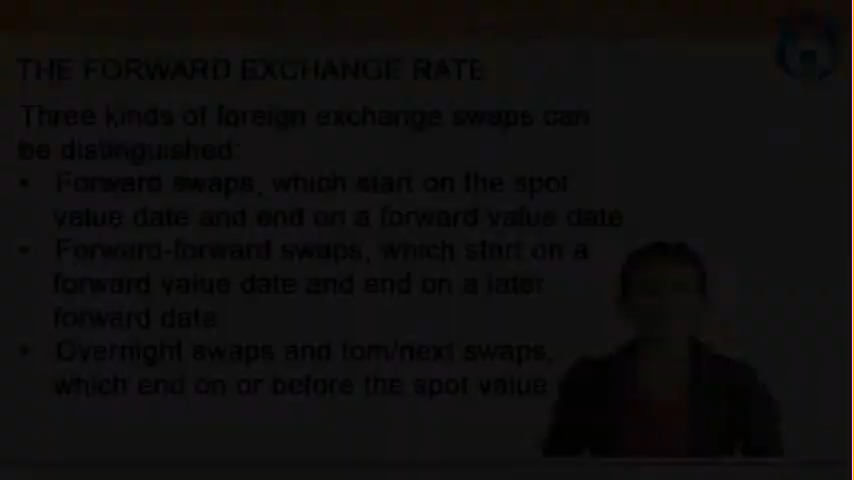 THE FORWARD EXCHANGE RATE
Three kinds of foreign exchange swaps can
be distinguished:
• Forward swaps, which start on the spot
value date and end on a forward value date
• Forward-forward swaps, which start on a
forward value date and end on a later
forward date
• Overnight swaps and tom/next swaps,
which end on or before the spot value